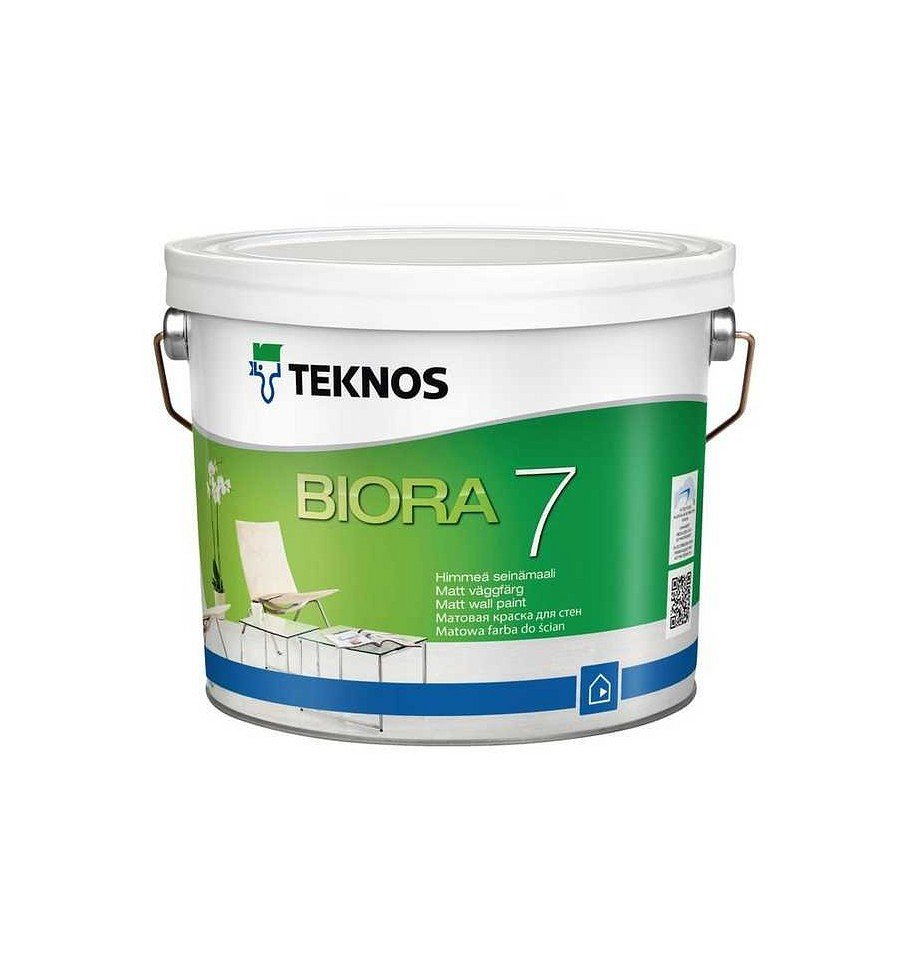 TEKNOS
BIORA 7
Himmeä seinämaali
Matt väggfärg
Matt wall paint
Матовая краска для стен
Matowa farba do ścian